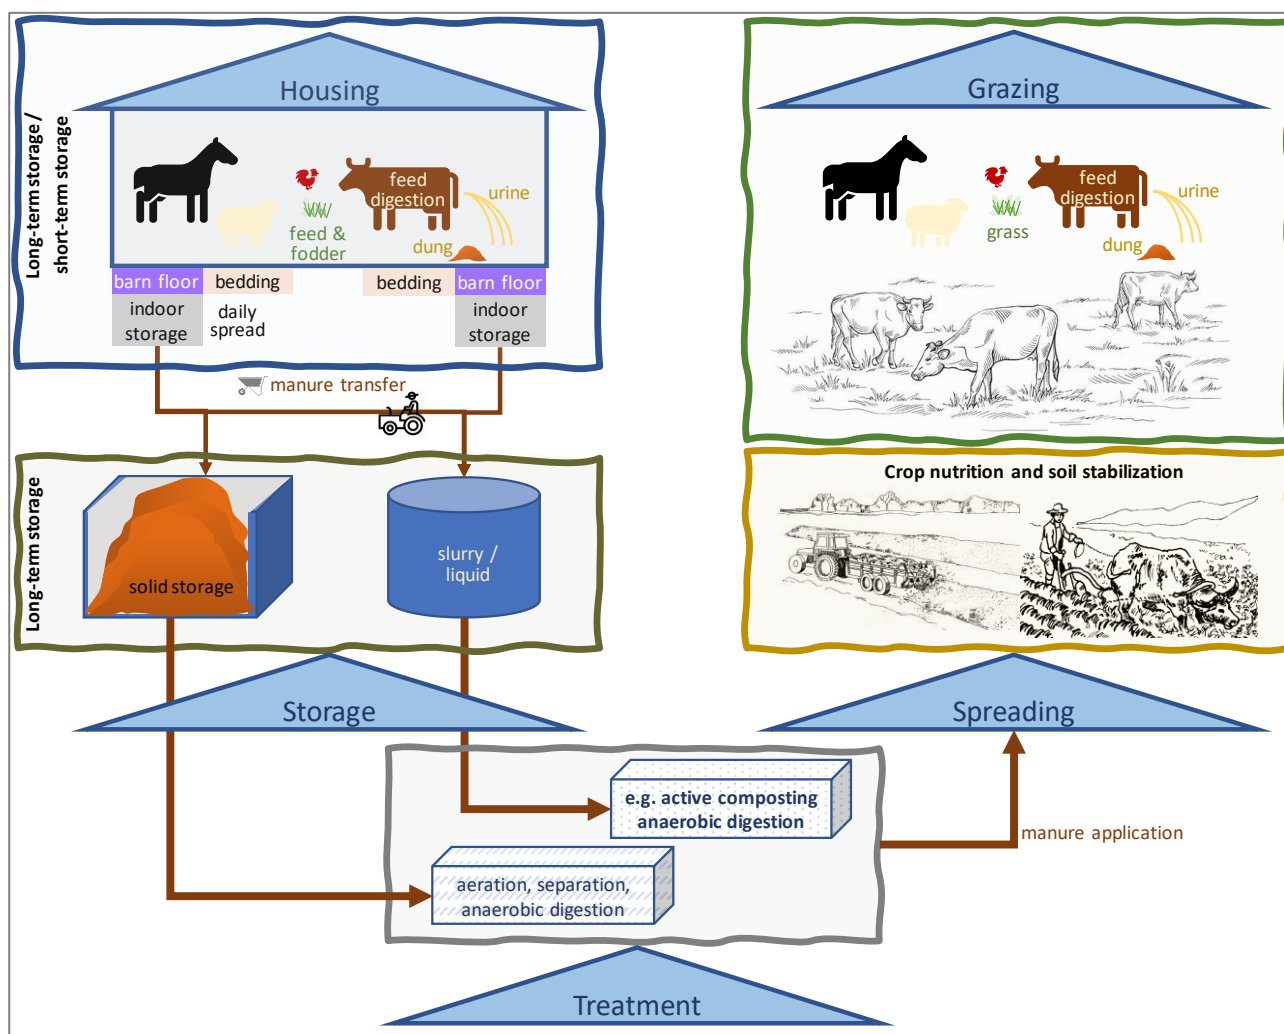 Housing
Long-term storage /
short-term storage
feed
digestion
urine
feed &
fodder
dung
barn floor
bedding
bedding
barn floor
indoor
storage
daily
spread
indoor
storage
manure transfer
Grazing
feed
digestion
urine
grass
dung
Long-term storage
solid storage
slurry /
liquid
Crop nutrition and soil stabilization
Storage
Spreading
e.g. active composting
anaerobic digestion
manure application
aeration, separation,
anaerobic digestion
Treatment